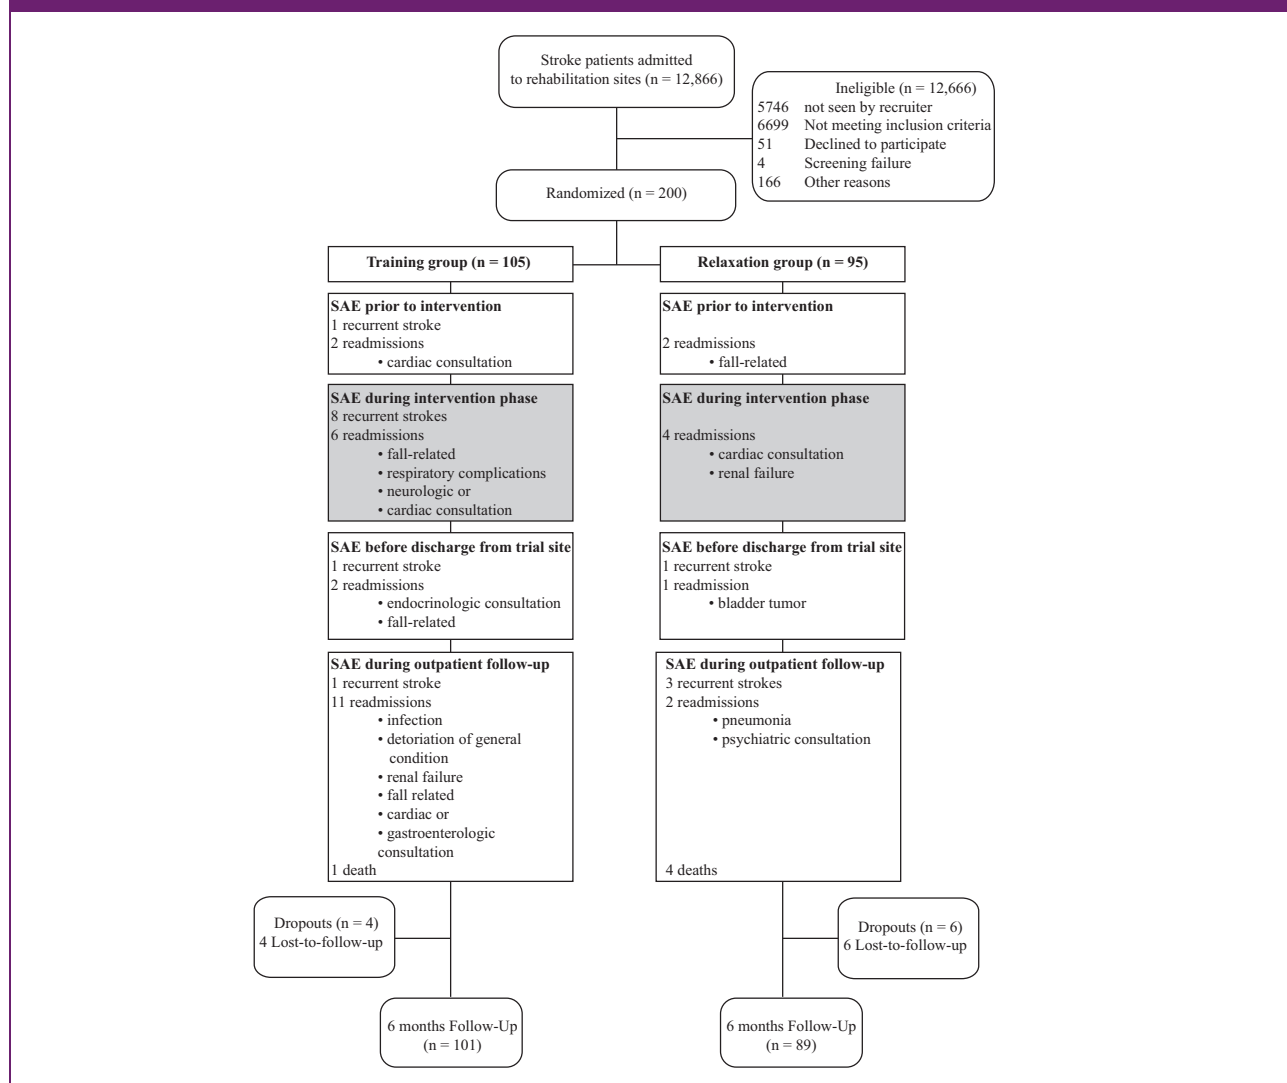 Stroke patients admitted
to rehabilitation sites (n = 12,866)
Ineligible (n = 12,666)
5746 not seen by recruiter
6699 Not meeting inclusion criteria
51 Declined to participate
4 Screening failure
166 Other reasons
Randomized (n = 200)
Training group (n = 105)
SAE prior to intervention
1 recurrent stroke
2 readmissions
• cardiac consultation
SAE during intervention phase
8 recurrent strokes
6 readmissions
• fall-related
• respiratory complications
• neurologic or
• cardiac consultation
SAE before discharge from trial site
1 recurrent stroke
2 readmissions
• endocrinologic consultation
• fall-related
SAE during outpatient follow-up
1 recurrent stroke
11 readmissions
• infection
• detoriation of general
condition
• renal failure
• fall related
• cardiac or
• gastroenterologic
consultation
1 death
Dropouts (n = 4)
4 Lost-to-follow-up
6 months Follow-Up
(n = 101)
Relaxation group (n = 95)
SAE prior to intervention
2 readmissions
• fall-related
SAE during intervention phase
4 readmissions
• cardiac consultation
• renal failure
SAE before discharge from trial site
1 recurrent stroke
1 readmission
• bladder tumor
SAE during outpatient follow-up
3 recurrent strokes
2 readmissions
• pneumonia
• psychiatric consultation
4 deaths
Dropouts (n = 6)
6 Lost-to-follow-up
6 months Follow-Up
(n = 89)